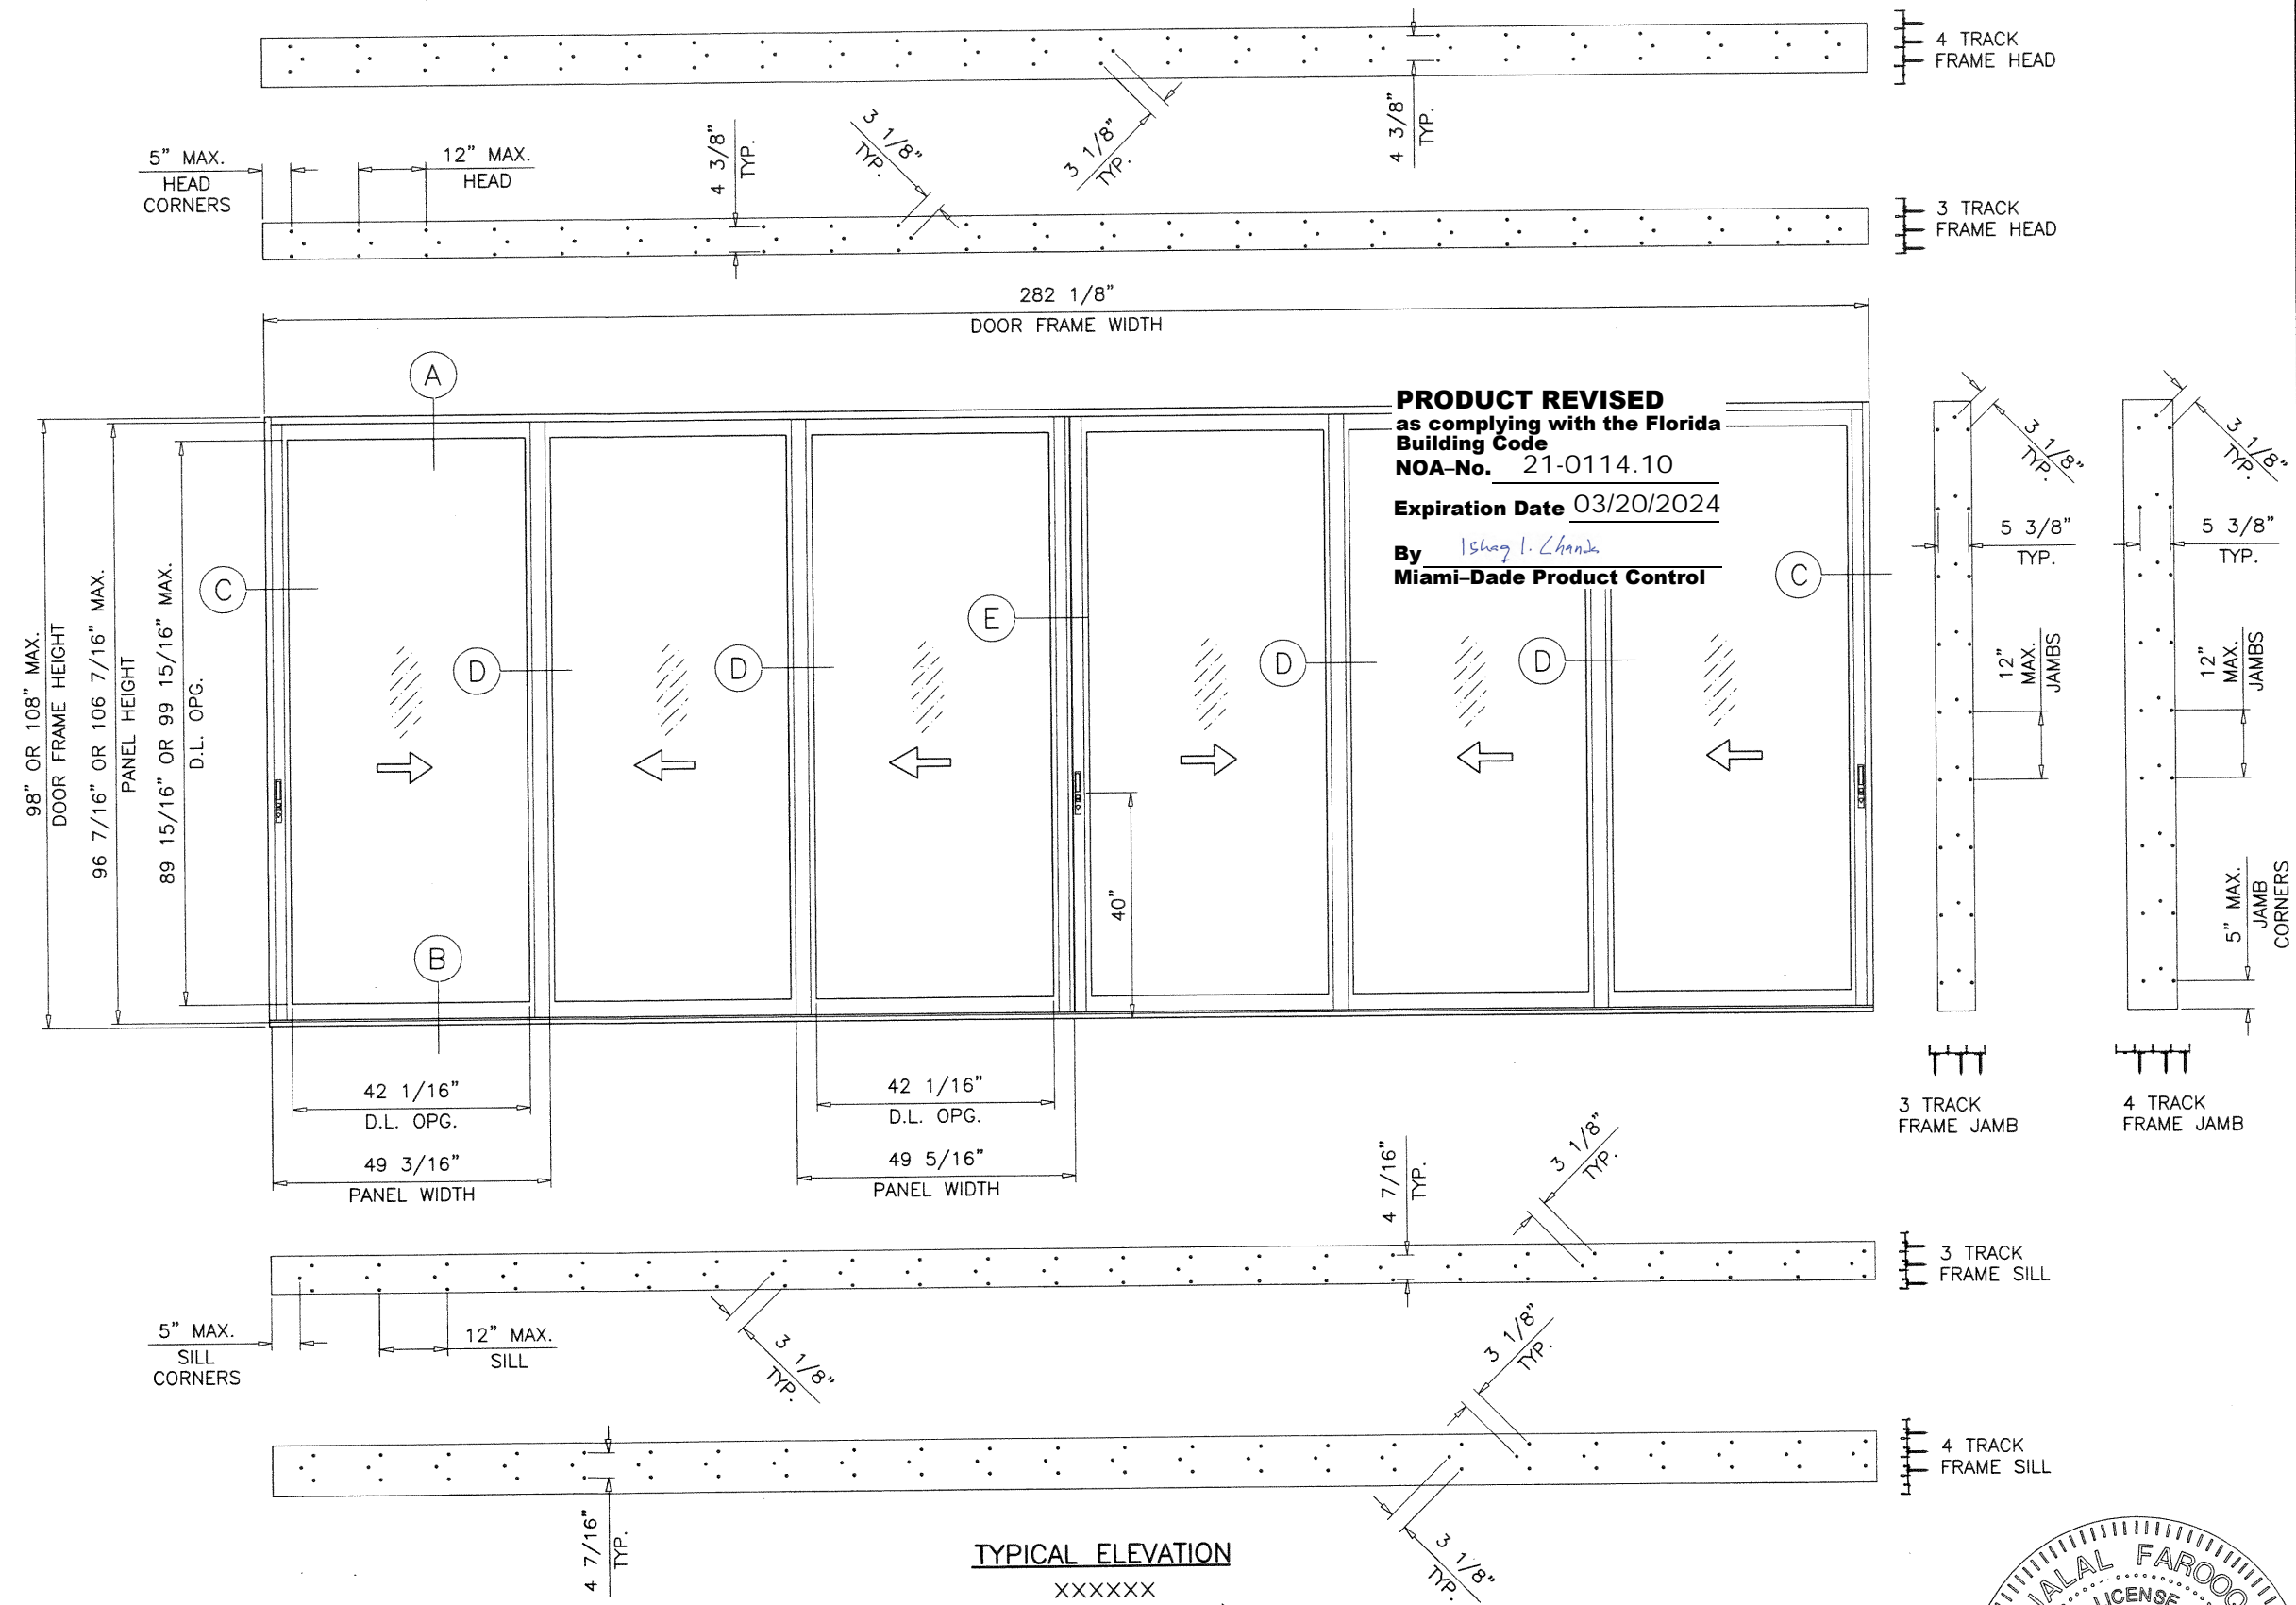 4 TRACK
FRAME HEAD
3 1/8"
TYP.
3 1/8"
TYP.
4 3/8"
TYP.
4 3/8"
TYP.
5" MAX.
HEAD
CORNERS
12" MAX.
HEAD
3 TRACK
FRAME HEAD
282 1/8"
DOOR FRAME WIDTH
A
PRODUCT REVISED
as complying with the Florida
Building Code
NOA–No. 21-0114.10
Expiration Date 03/20/2024
By
Miami–Dade Product Control
3 1/8"
TYP.
3 1/8"
TYP.
5 3/8"
TYP.
5 3/8"
TYP.
C
C
E
D
D
D
D
98" OR 108" MAX.
DOOR FRAME HEIGHT
96 7/16" OR 106 7/16" MAX.
PANEL HEIGHT
89 15/16" OR 99 15/16" MAX.
D.L. OPG.
12"
MAX.
JAMBS
12"
MAX.
JAMBS
40"
5" MAX.
JAMB
CORNERS
B
42 1/16"
D.L. OPG.
42 1/16"
D.L. OPG.
49 3/16"
PANEL WIDTH
49 5/16"
PANEL WIDTH
3 TRACK
FRAME JAMB
4 TRACK
FRAME JAMB
4 7/16"
TYP.
3 1/8"
TYP.
3 TRACK
FRAME SILL
5" MAX.
SILL
CORNERS
12" MAX.
SILL
3 1/8"
TYP.
3 1/8"
TYP.
4 TRACK
FRAME SILL
4 7/16"
TYP.
3 1/8"
TYP.
TYPICAL ELEVATION
XXXXXX
JALAL FAROOQ
LICENSE